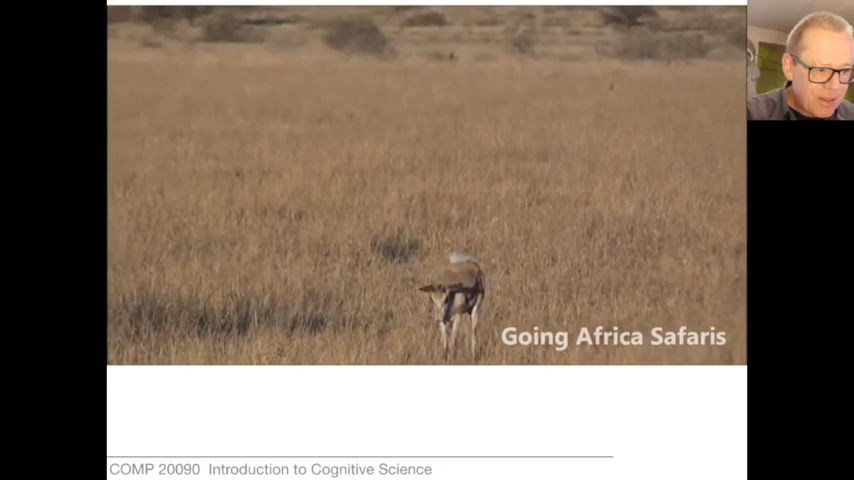 Going Africa Safaris
COMP 20090 Introduction to Cognitive Science